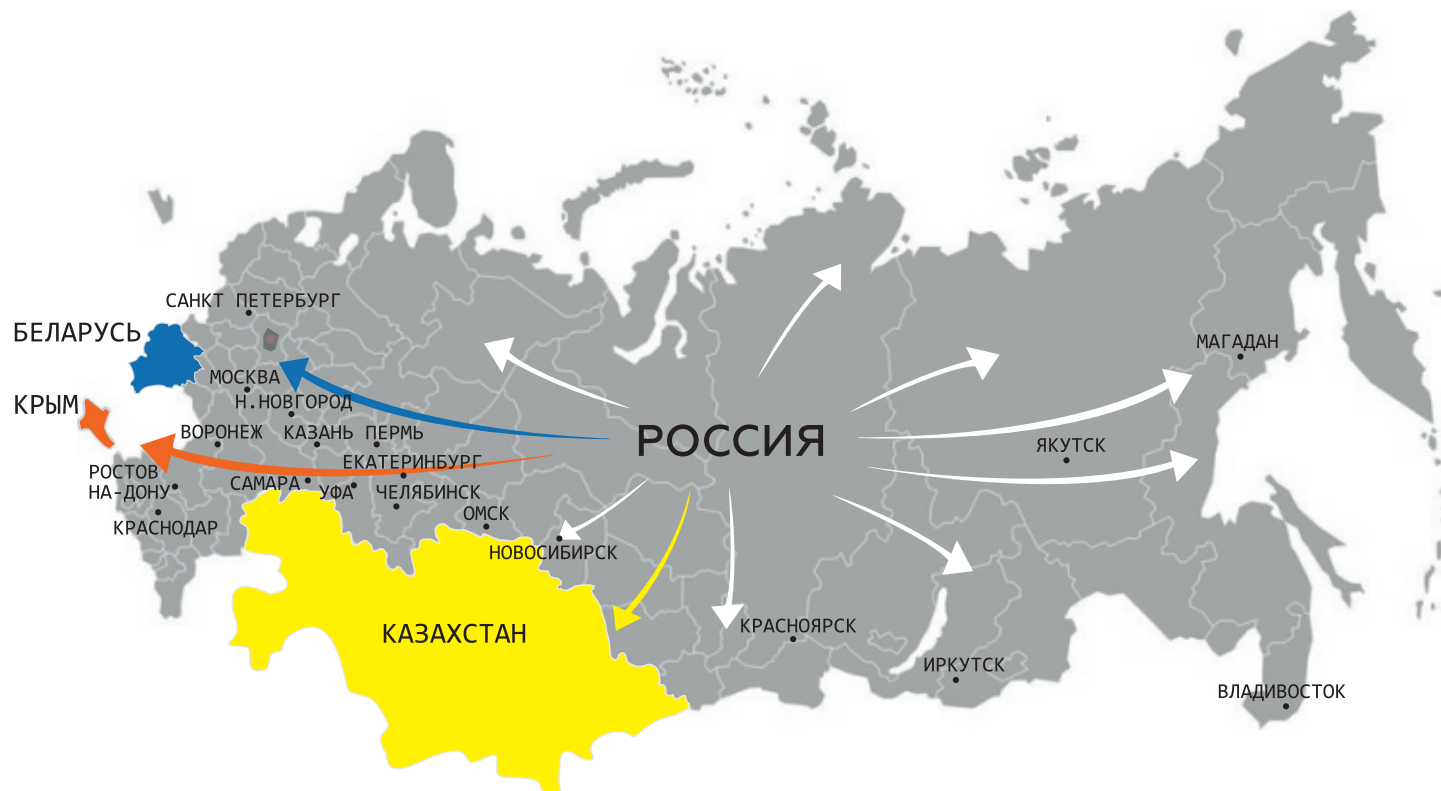 САНКТ ПЕТЕРБУРГ
БЕЛАРУСЬ
МАГАДАН
МОСКВА
КРЫМ
Н.НОВГОРОД
ВОРОНЕЖ
КАЗАНЬ
ПЕРМЬ
РОССИЯ
ЯКУТСК
ЕКАТЕРИНБУРГ
РОСТОВ
НА-ДОНУ
САМАРА
УФА
ЧЕЛЯБИНСК
ОМСК
КРАСНОДАР
НОВОСИБИРСК
КАЗАХСТАН
КРАСНОЯРСК
ИРКУТСК
ВЛАДИВОСТОК